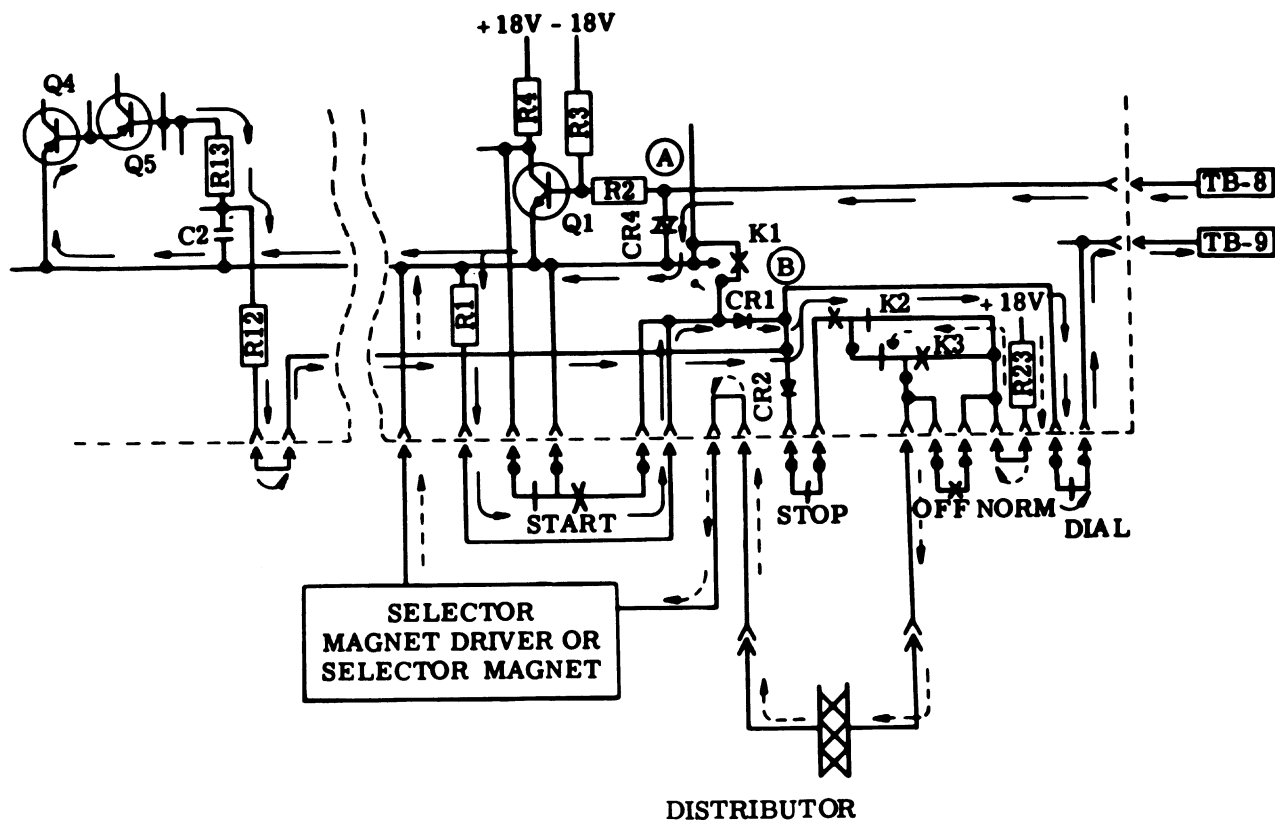 +18V - 18V
Q4
Q5
R13
C2
R12
R4
R3
R2
A
Q1
CR4
K1
B
TB-8
TB-9
R1
CR1
K2
+18V
K3
R23
CR2
START
STOP
OFF NORM
DIAL
SELECTOR
MAGNET DRIVER OR
SELECTOR MAGNET
DISTRIBUTOR